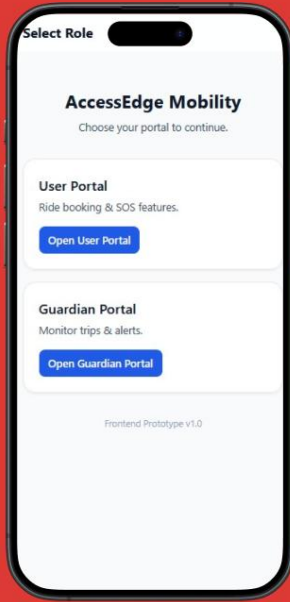 Select Role
AccessEdge Mobility
Choose your portal to continue.
User Portal
Ride booking & SOS features.
Open User Portal
Guardian Portal
Monitor trips & alerts.
Open Guardian Portal
Frontend Prototype v1.0